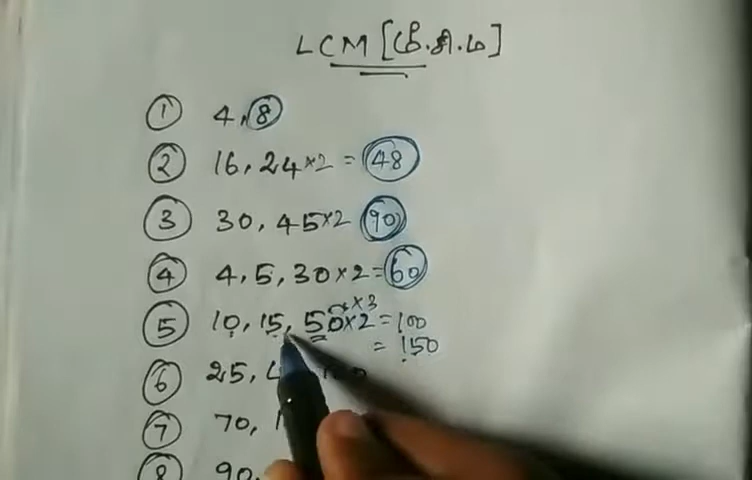 LCM [மீ.சி.ம]
① 4, 8
② 16, 24×2 = 48
③ 30, 45×2 90
④ 4, 5, 30×2=60
×3
⑤ 10, 15, 50×2=100
= 150
⑥ 25,
⑦ 70,
⑧ 90,